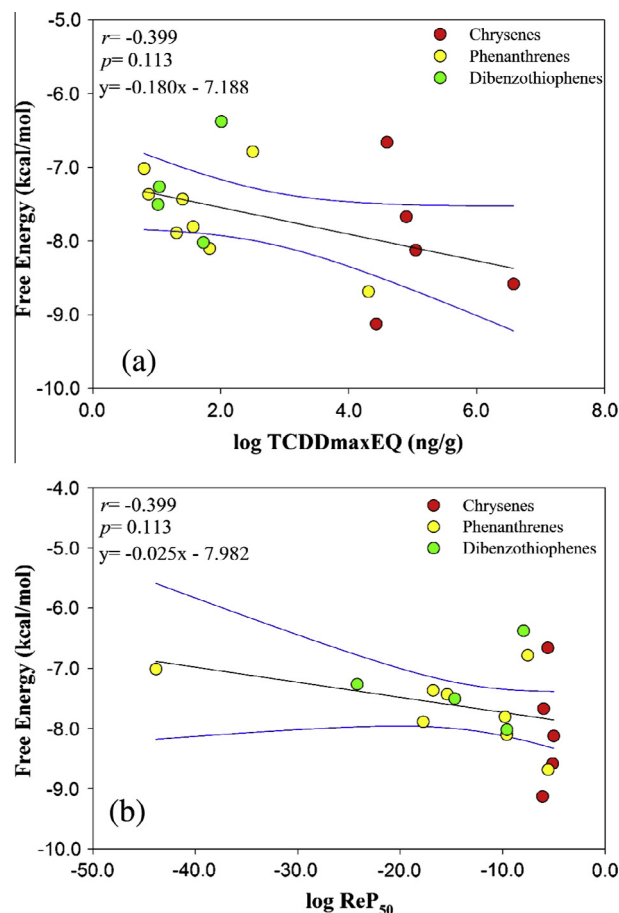 -5.0
r= -0.399
p= 0.113
y= -0.180x - 7.188
Chrysenes
Phenanthrenes
Dibenzothiophenes
-6.0
-7.0
-8.0
-9.0
-10.0
Free Energy (kcal/mol)
(a)
0.0 2.0 4.0 6.0 8.0
log TCDDmaxEQ (ng/g)
-4.0
r= -0.399
p= 0.113
y= -0.025x - 7.982
Chrysenes
Phenanthrenes
Dibenzothiophenes
-5.0
-6.0
-7.0
-8.0
-9.0
-10.0
Free Energy (kcal/mol)
(b)
-50.0 -40.0 -30.0 -20.0 -10.0 0.0
log ReP50